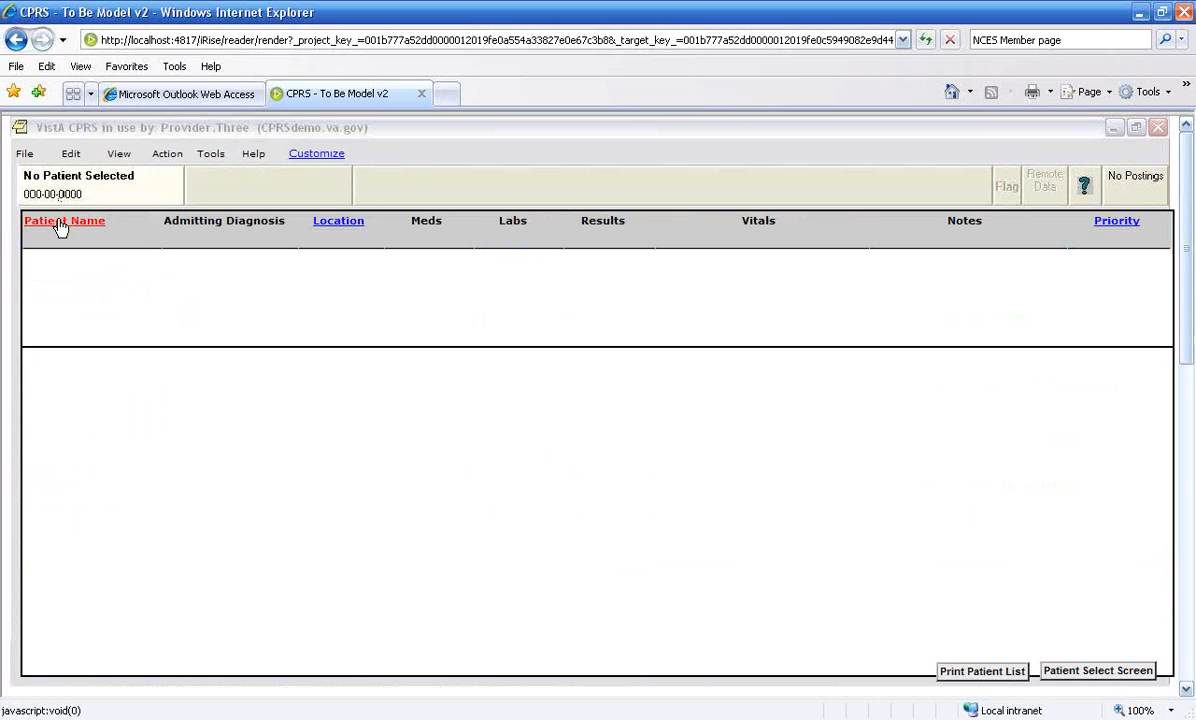 CPRS - To Be Model v2 - Windows Internet Explorer
http://localhost:4817/iRise/reader/render?_project_key_=001b777a52dd0000012019fe0a554a33827e0e67c3b8&_target_key_=001b777a52dd0000012019fe0c5949082e9d44
NCES Member page
File Edit View Favorites Tools Help
Microsoft Outlook Web Access
CPRS - To Be Model v2
Page Tools
VistA CPRS in use by: Provider,Three (CPRSdemo.va.gov)
File Edit View Action Tools Help Customize
No Patient Selected
000-00-0000
Flag
Remote
Data
?
No Postings
Patient Name Admitting Diagnosis Location Meds Labs Results Vitals Notes Priority
Print Patient List
Patient Select Screen
javascript:void(0)
Local intranet
100%